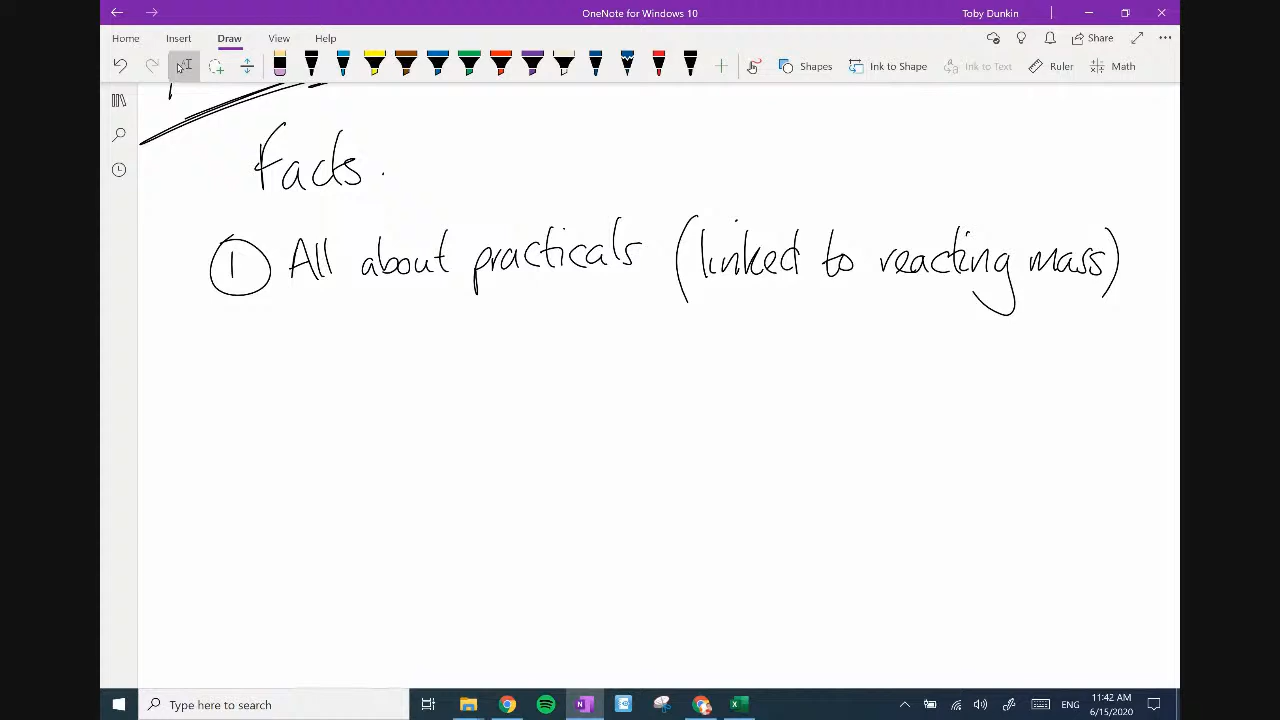 OneNote for Windows 10
Toby Dunkin
Home Insert Draw View Help
Share
Shapes Ink to Shape Ink to Text Ruler Math
Facts.
① All about practicals (linked to reacting mass)
Type here to search
ENG
11:42 AM
6/15/2020